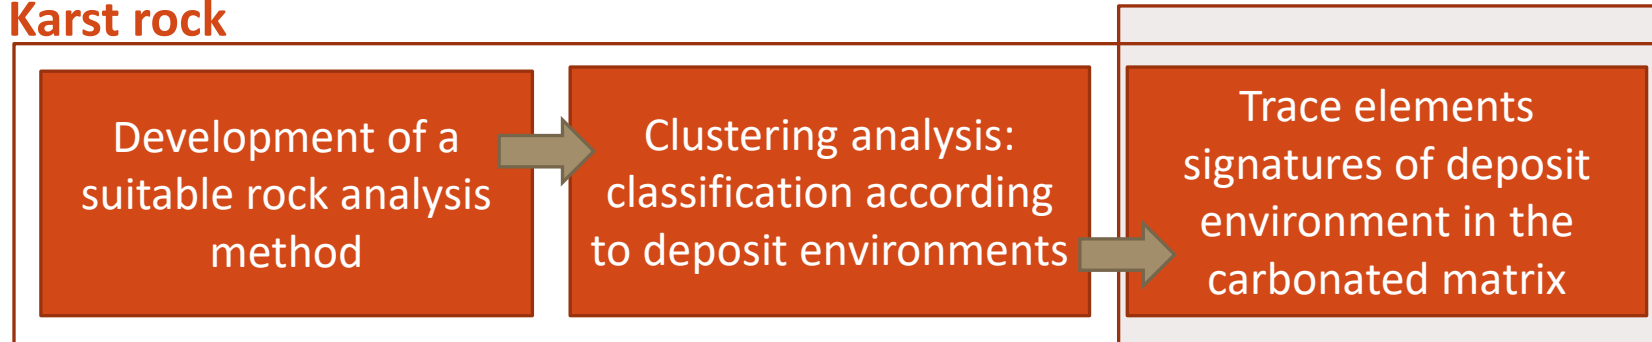 Karst rock
Development of a
suitable rock analysis
method
Clustering analysis:
classification according
to deposit environments
Trace elements
signatures of deposit
environment in the
carbonated matrix